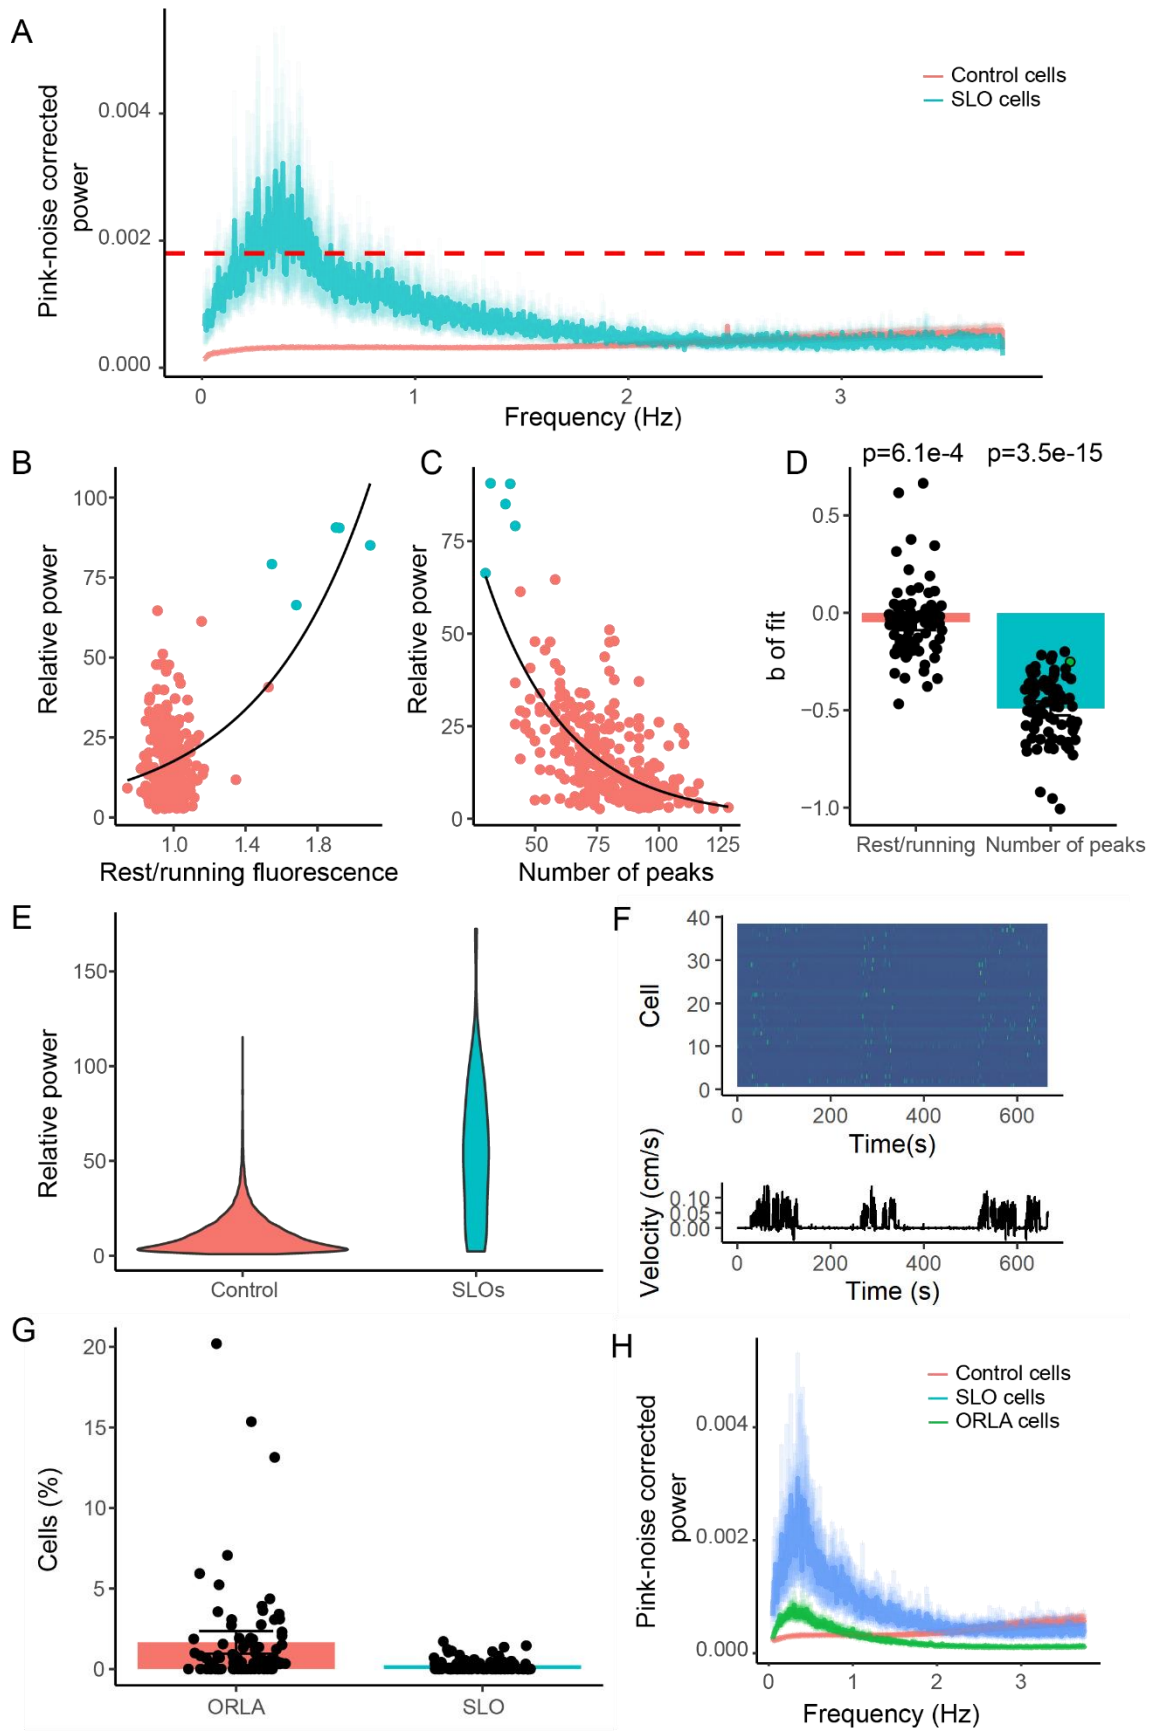 A
Pink-noise corrected
power
0.004
0.002
0.000
Control cells
SLO cells
0
1
2
3
Frequency (Hz)
B
Relative power
100
75
50
25
0
1.0
1.4
1.8
Rest/running fluorescence
C
Relative power
75
50
25
0
50
75
100
125
Number of peaks
D
p=6.1e-4
p=3.5e-15
b of fit
0.5
0.0
−0.5
−1.0
Rest/running
Number of peaks
E
Relative power
150
100
50
0
Control
SLOs
F
Cell
40
30
20
10
0
0
200
400
600
Time(s)
Velocity (cm/s)
0.10
0.05
0.00
0
200
400
600
Time (s)
G
Cells (%)
20
15
10
5
0
ORLA
SLO
H
Pink-noise corrected
power
0.004
0.002
0.000
Control cells
SLO cells
ORLA cells
0
1
2
3
Frequency (Hz)